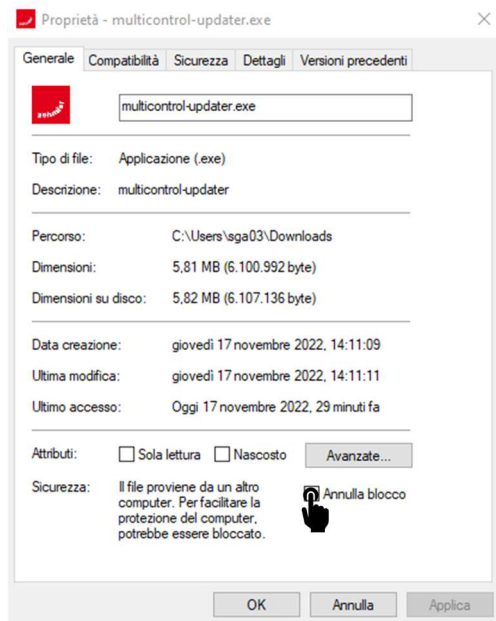 Proprietà - multicontrol-updater.exe
Generale Compatibilità Sicurezza Dettagli Versioni precedenti
zehnder
multicontrol-updater.exe
Tipo di file: Applicazione (.exe)
Descrizione: multicontrol-updater
Percorso: C:\Users\sga03\Downloads
Dimensioni: 5,81 MB (6.100.992 byte)
Dimensioni su disco: 5,82 MB (6.107.136 byte)
Data creazione: giovedì 17 novembre 2022, 14:11:09
Ultima modifica: giovedì 17 novembre 2022, 14:11:11
Ultimo accesso: Oggi 17 novembre 2022, 29 minuti fa
Attributi: Sola lettura Nascosto Avanzate...
Sicurezza: Il file proviene da un altro
computer. Per facilitare la
protezione del computer,
potrebbe essere bloccato.
Annulla blocco
OK Annulla Applica